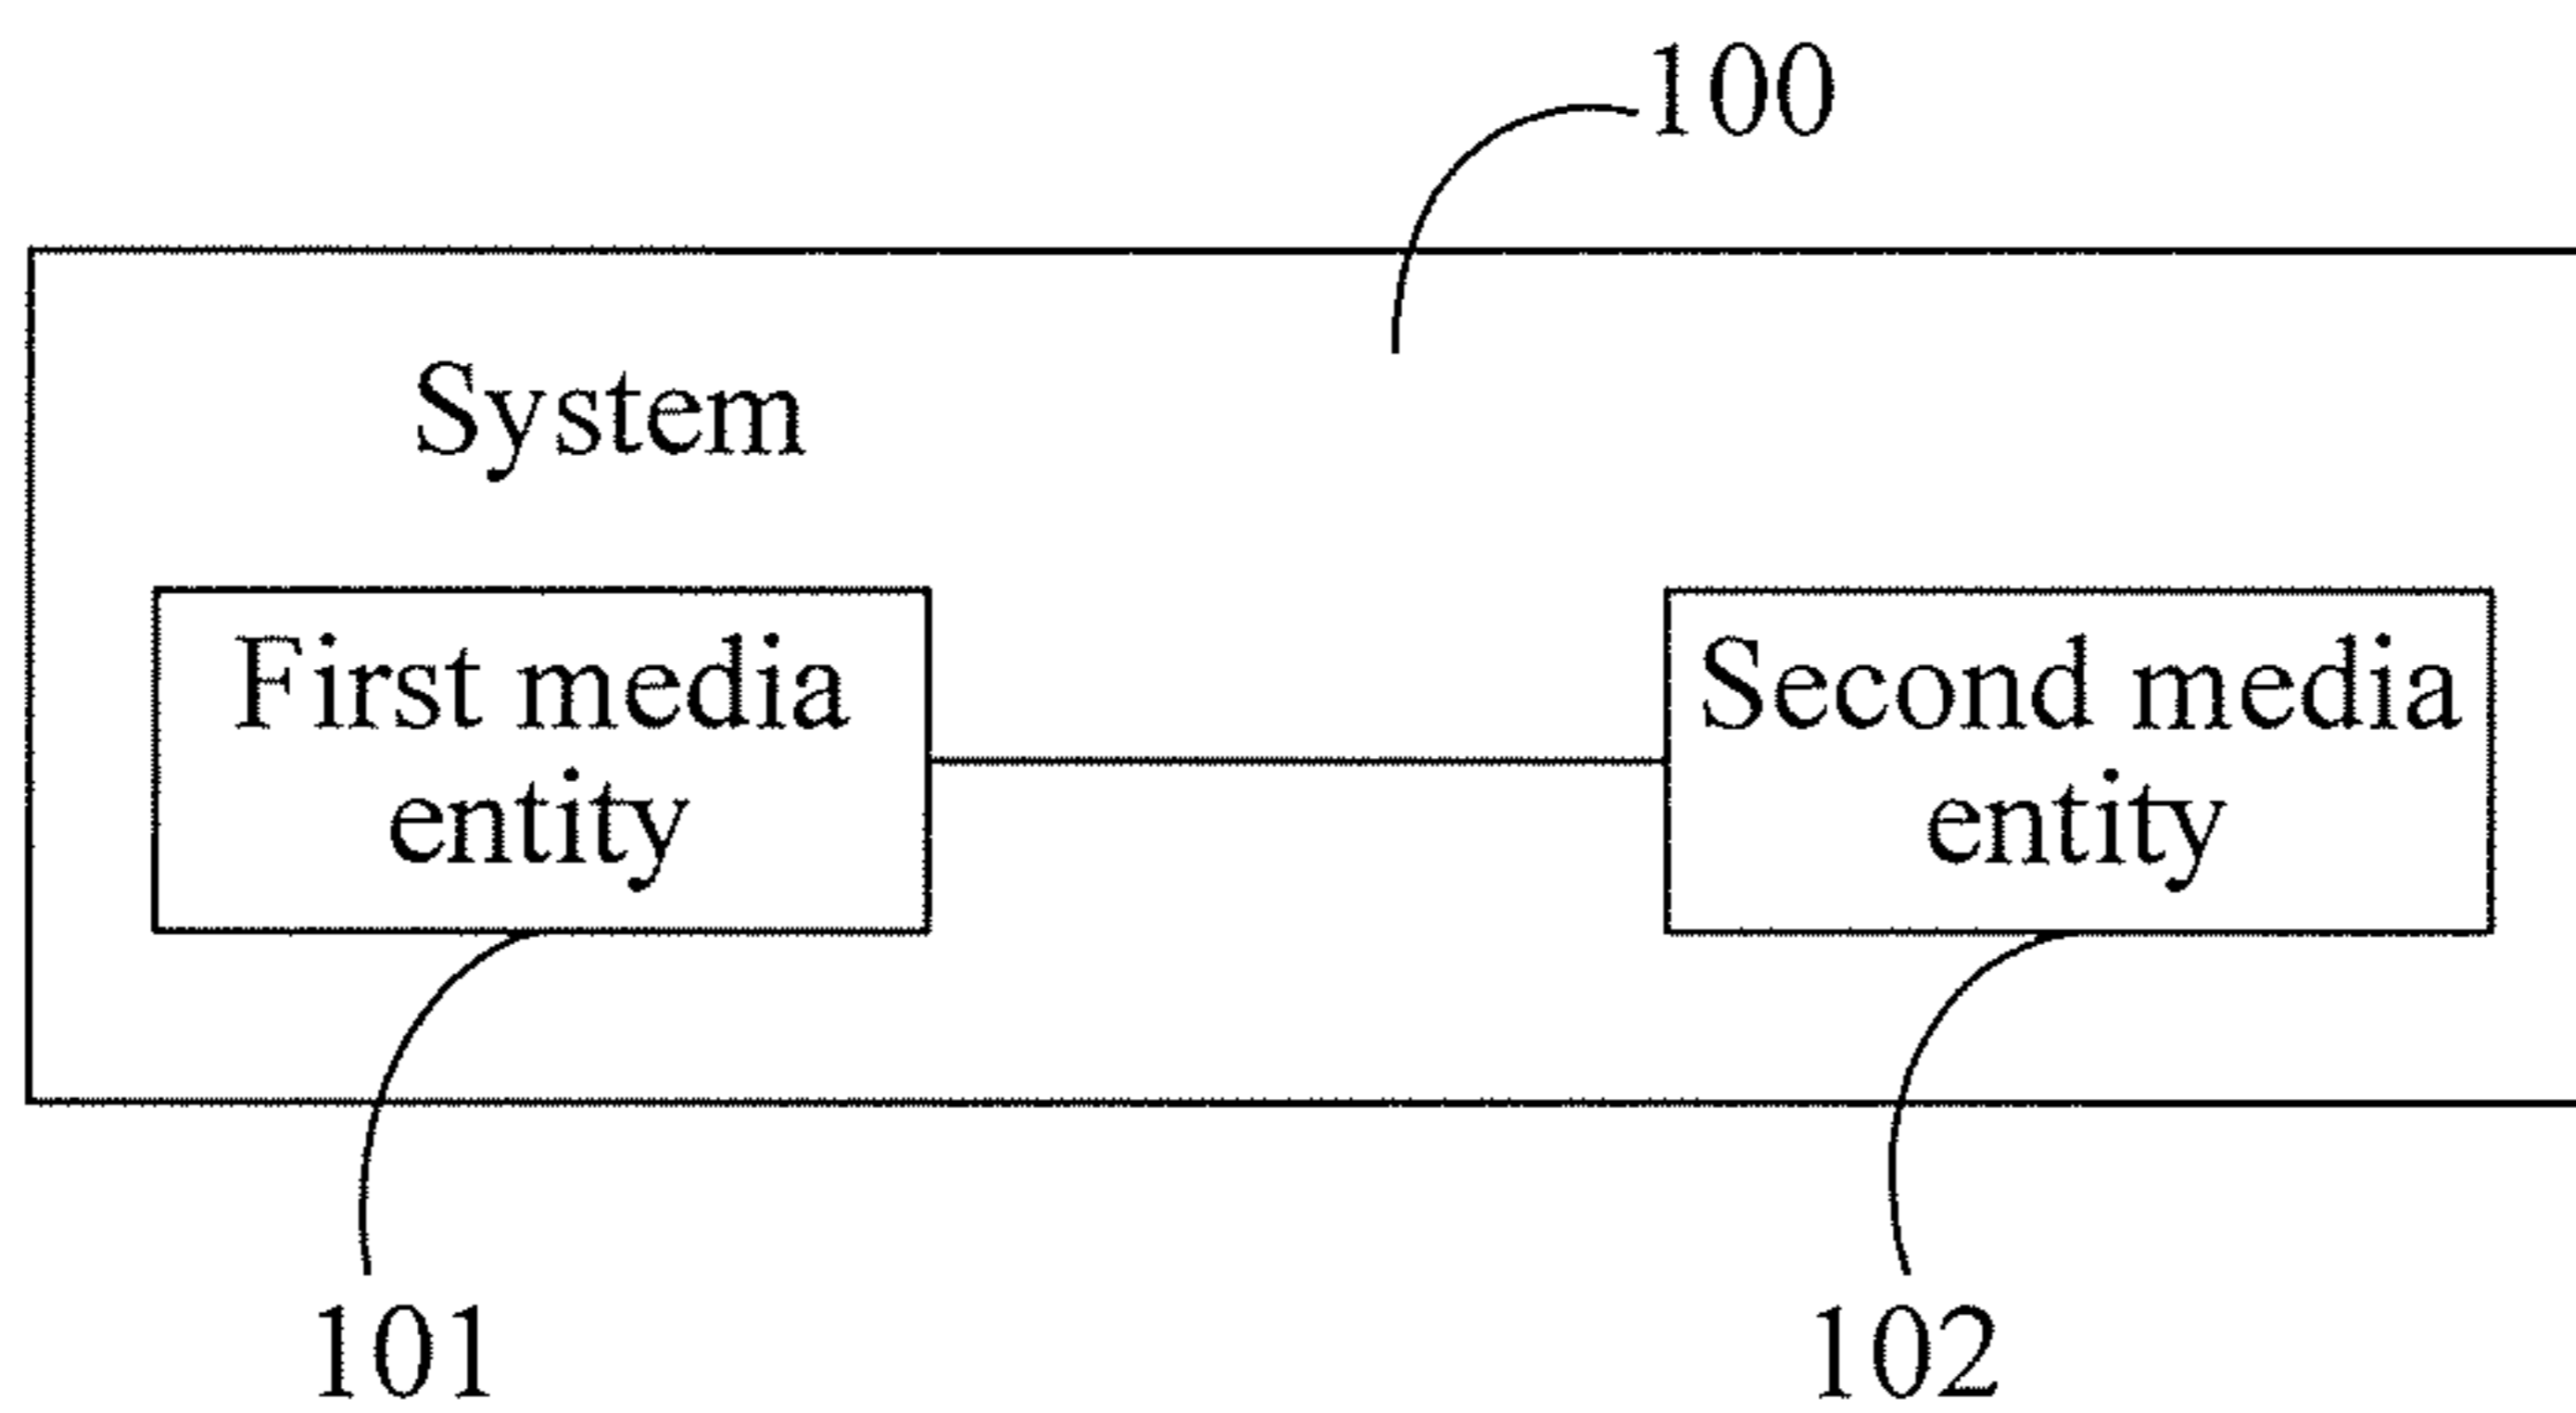 100
System
First media
entity
Second media
entity
101
102